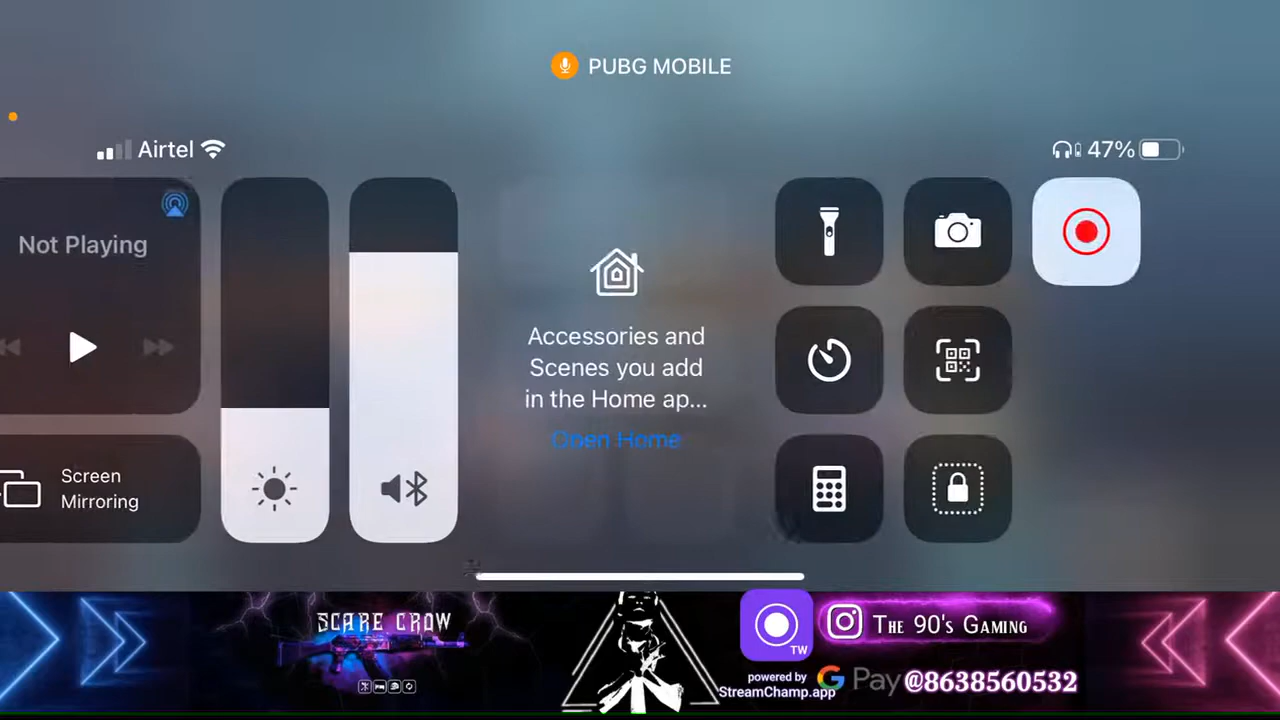 PUBG MOBILE
Airtel
47%
Not Playing
Accessories and
Scenes you add
in the Home ap...
Open Home
Screen
Mirroring
SCARE CROW
TW
The 90's Gaming
powered by
StreamChamp.app
G Pay @8638560532